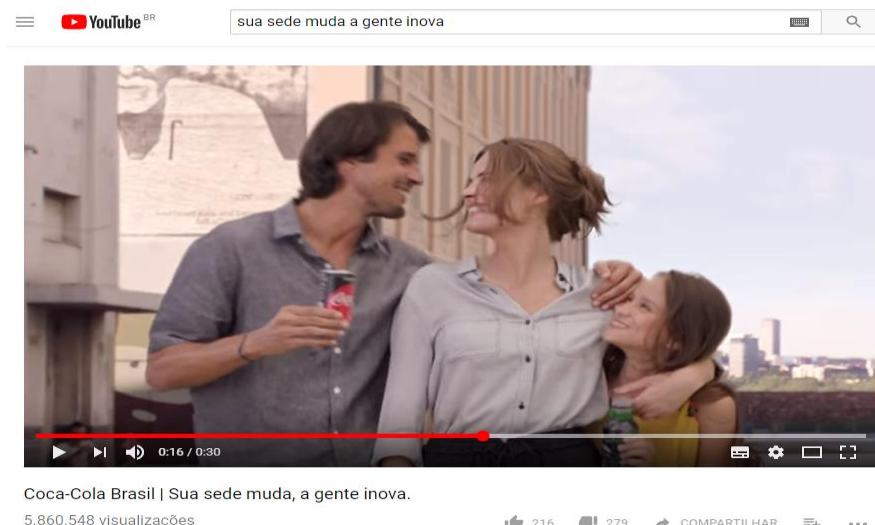 YouTube BR
sua sede muda a gente inova
0:16 / 0:30
Coca-Cola Brasil | Sua sede muda, a gente inova.
5.860.548 visualizações
216 279 COMPARTILHAR